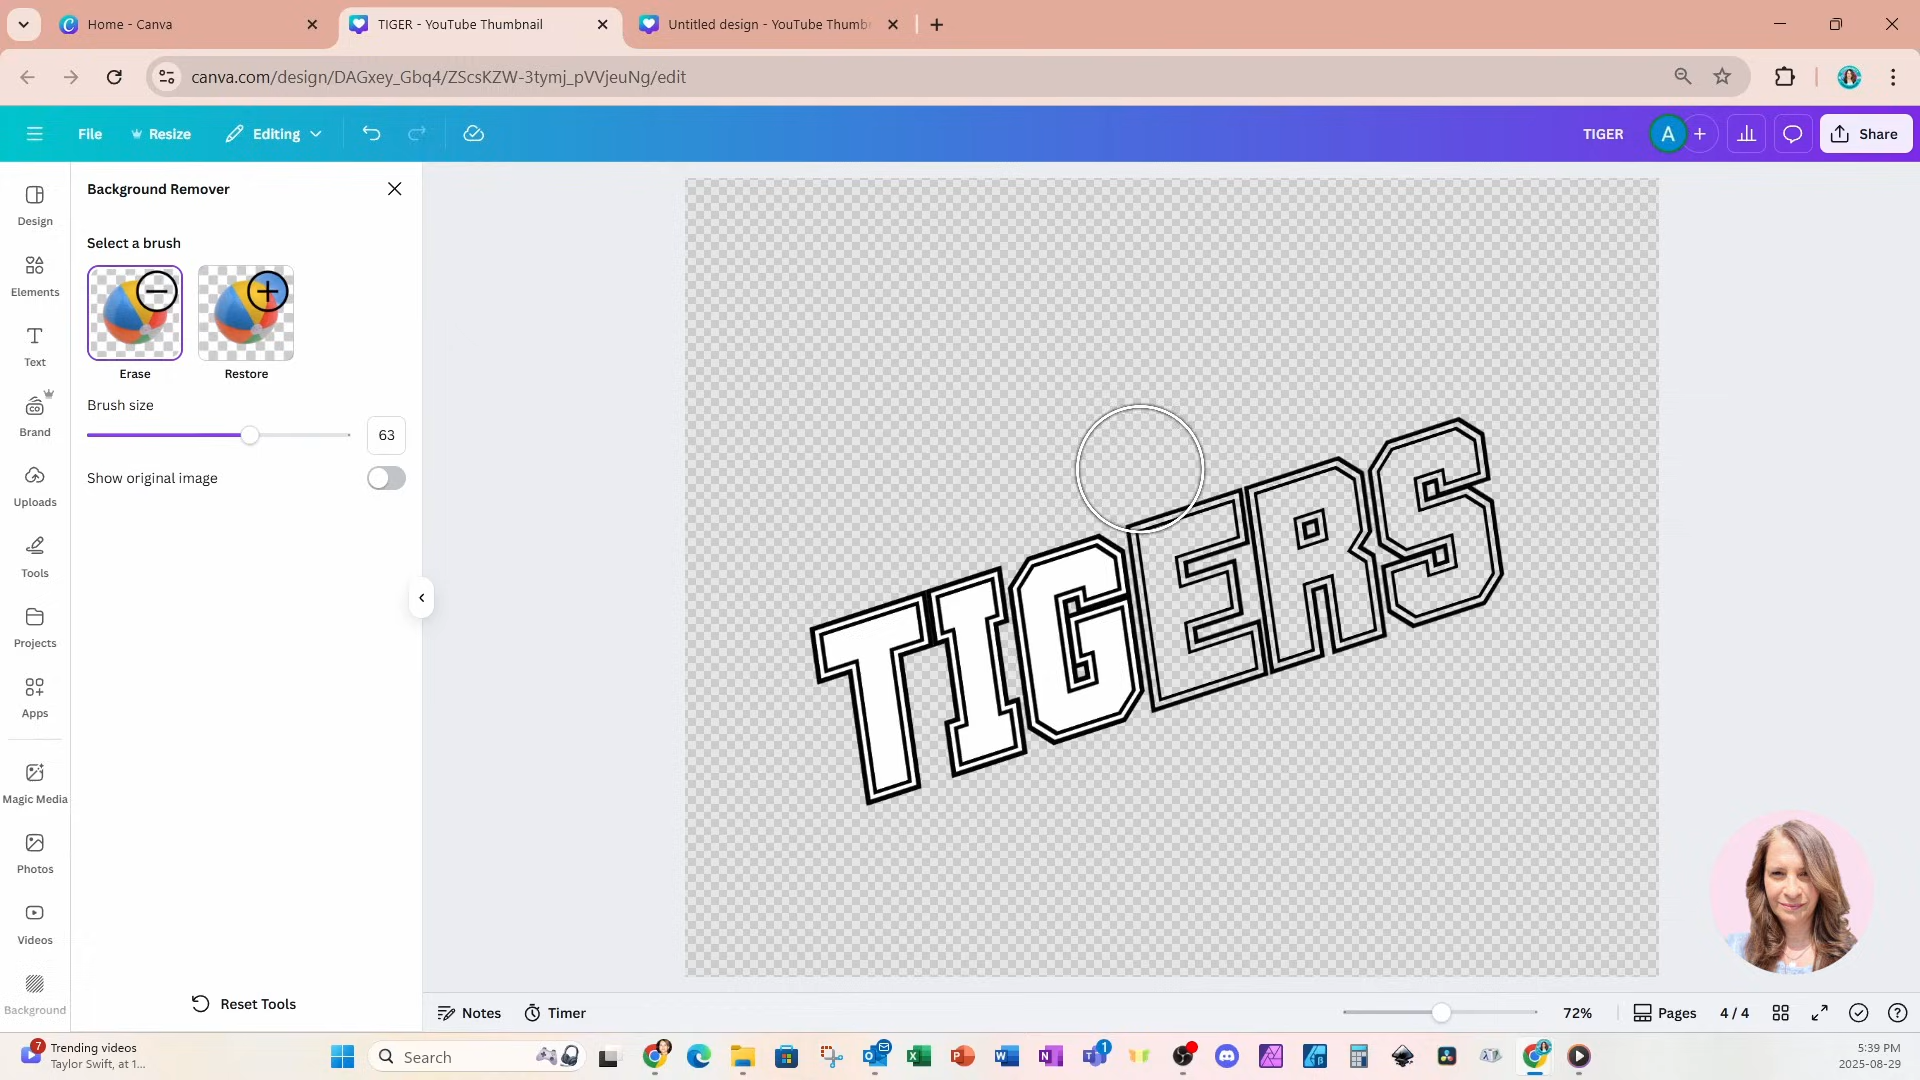 Home - Canva
TIGER - YouTube Thumbnail
Untitled design - YouTube Thumb
canva.com/design/DAGxey_Gbq4/ZScsKZW-3tymj_pVVjeuNg/edit
File
Resize
Editing
TIGER
A
Share
Design
Elements
Text
Brand
Uploads
Tools
Projects
Apps
Magic Media
Photos
Videos
Background
Background Remover
Select a brush
Erase
Restore
Brush size
63
Show original image
Reset Tools
TIGERS
Notes
Timer
72%
Pages
4 / 4
7
Trending videos
Taylor Swift, at 1...
Search
1
5:39 PM
2025-08-29